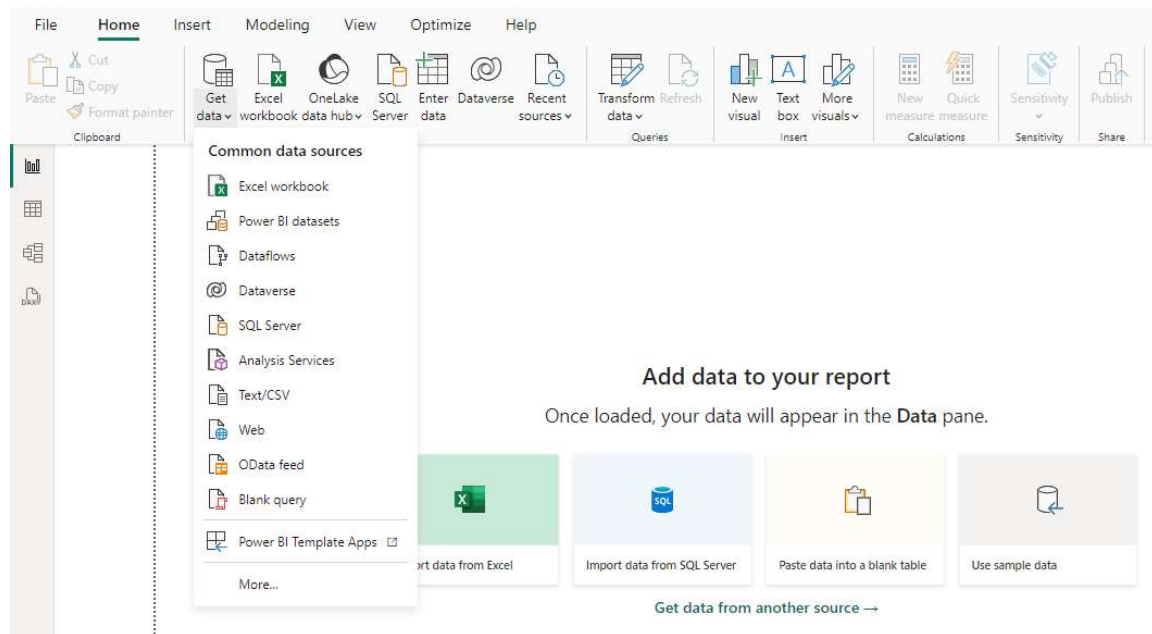 File Home Insert Modeling View Optimize Help
Paste
Cut
Copy
Format painter
Clipboard
Get data
Excel workbook
OneLake data hub
SQL Server
Enter data
Dataverse
Recent sources
Transform data
Refresh
Queries
New visual
Text box
More visuals
Insert
New measure
Quick measure
Calculations
Sensitivity
Sensitivity
Publish
Share
DAX
Common data sources
Excel workbook
Power BI datasets
Dataflows
Dataverse
SQL Server
Analysis Services
Text/CSV
Web
OData feed
Blank query
Power BI Template Apps
More...
Add data to your report
Once loaded, your data will appear in the Data pane.
SQL
rt data from Excel
Import data from SQL Server
Paste data into a blank table
Use sample data
Get data from another source →